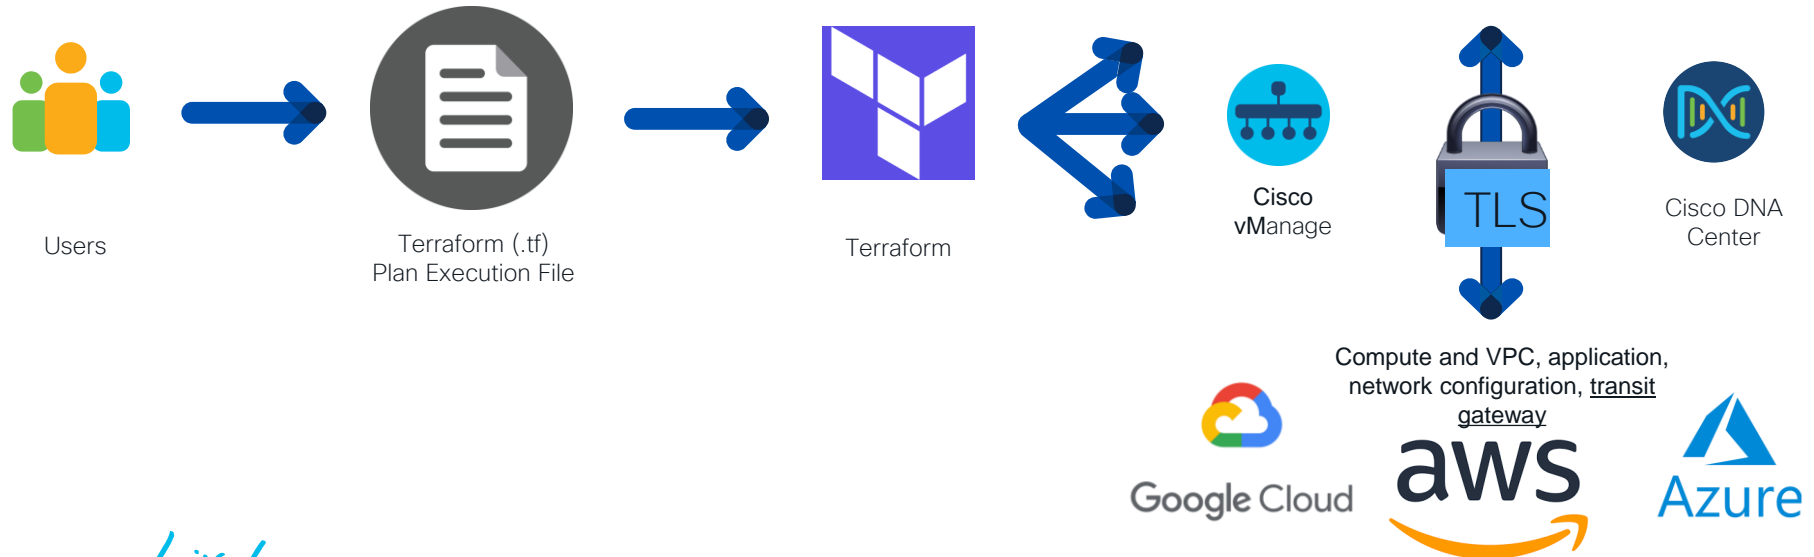 Users
Terraform (.tf)
Plan Execution File
Terraform
Cisco
vManage
TLS
Cisco DNA
Center
Compute and VPC, application,
network configuration, transit
gateway
Google Cloud
aws
Azure